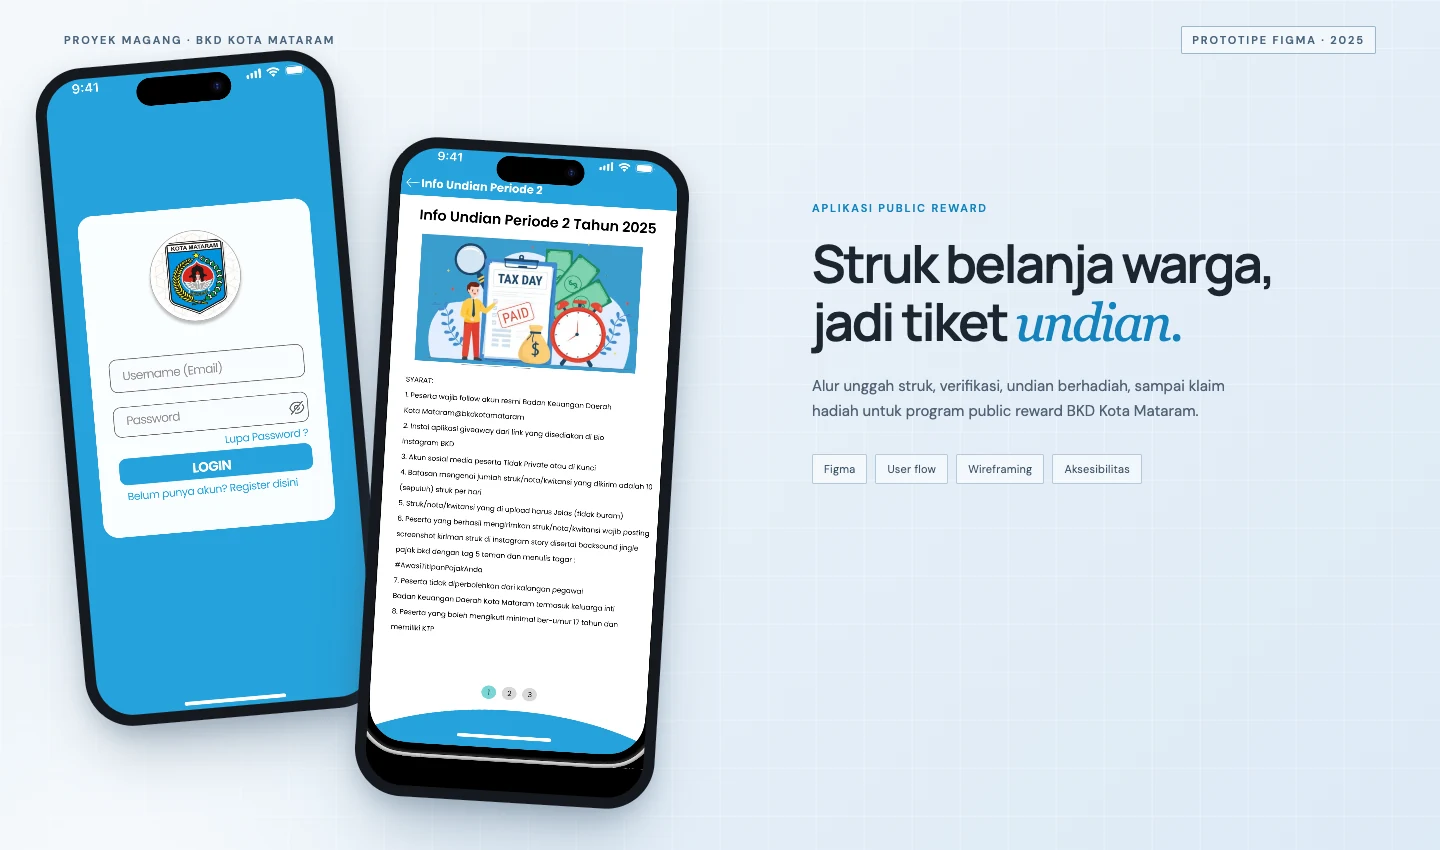 PROYEK MAGANG · BKD KOTA MATARAM
PROTOTIPE FIGMA · 2025
9:41
KOTA MATARAM
Username (Email)
Password
Lupa Password ?
LOGIN
Belum punya akun? Register disini
9:41
Info Undian Periode 2
Info Undian Periode 2 Tahun 2025
TAX DAY
PAID
$
$
SYARAT:
1. Peserta wajib follow akun resmi Badan Keuangan Daerah
Kota Mataram@bkdkotamataram
2. Instal aplikasi giveaway dari link yang disediakan di Bio
Instagram BKD
3. Akun sosial media peserta Tidak Private atau di Kunci
4. Batasan mengenai jumlah struk/nota/kwitansi yang dikirim adalah 10
(sepuluh) struk per hari
5. Struk/nota/kwitansi yang di upload harus Jelas (tidak buram)
6. Peserta yang berhasil mengirimkan struk/nota/kwitansi wajib posting
screenshot kiriman struk di instagram story disertai backsound jingle
pajak bkd dengan tag 5 teman dan menulis tagar :
#AwasiTitipanPajakAnda
7. Peserta tidak diperbolehkan dari kalangan pegawai
Badan Keuangan Daerah Kota Mataram termasuk keluarga inti
8. Peserta yang boleh mengikuti minimal ber-umur 17 tahun dan
memiliki KTP
1 2 3
APLIKASI PUBLIC REWARD
Struk belanja warga,
jadi tiket undian.
Alur unggah struk, verifikasi, undian berhadiah, sampai klaim
hadiah untuk program public reward BKD Kota Mataram.
Figma
User flow
Wireframing
Aksesibilitas